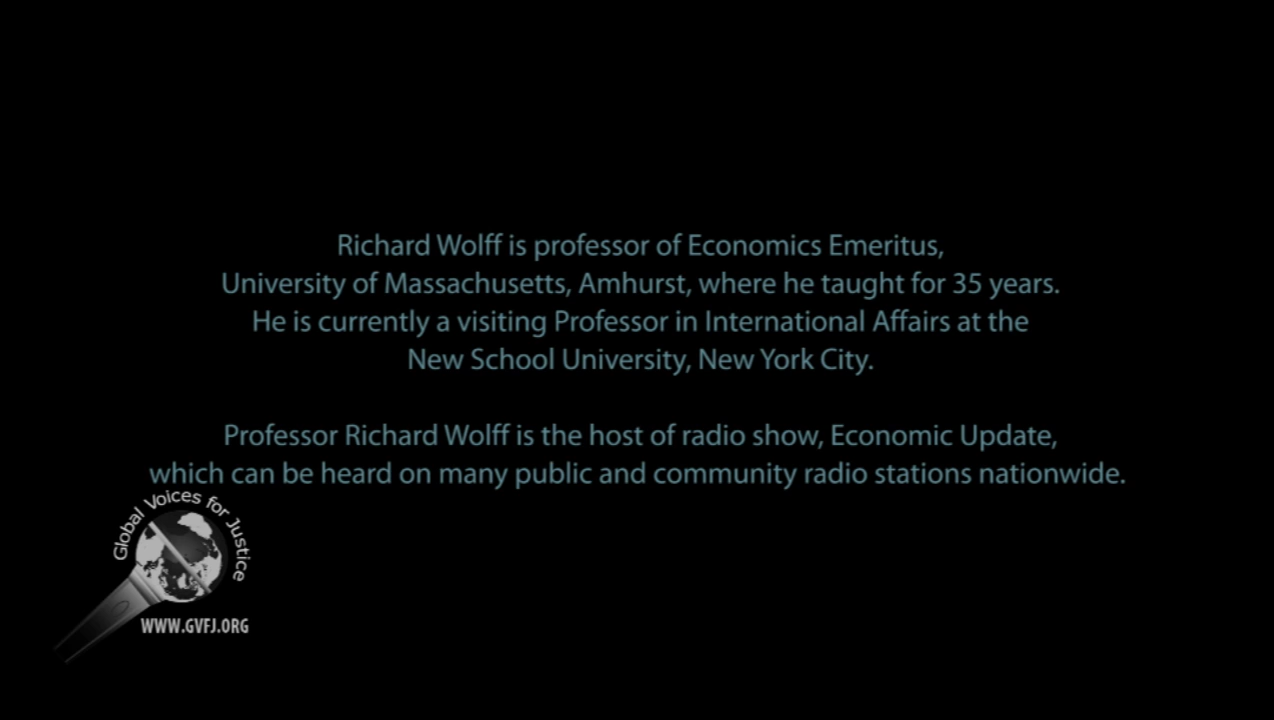 Richard Wolff is professor of Economics Emeritus,
University of Massachusetts, Amhurst, where he taught for 35 years.
He is currently a visiting Professor in International Affairs at the
New School University, New York City.
Professor Richard Wolff is the host of radio show, Economic Update,
which can be heard on many public and community radio stations nationwide.
Global Voices for Justice
WWW.GVFJ.ORG